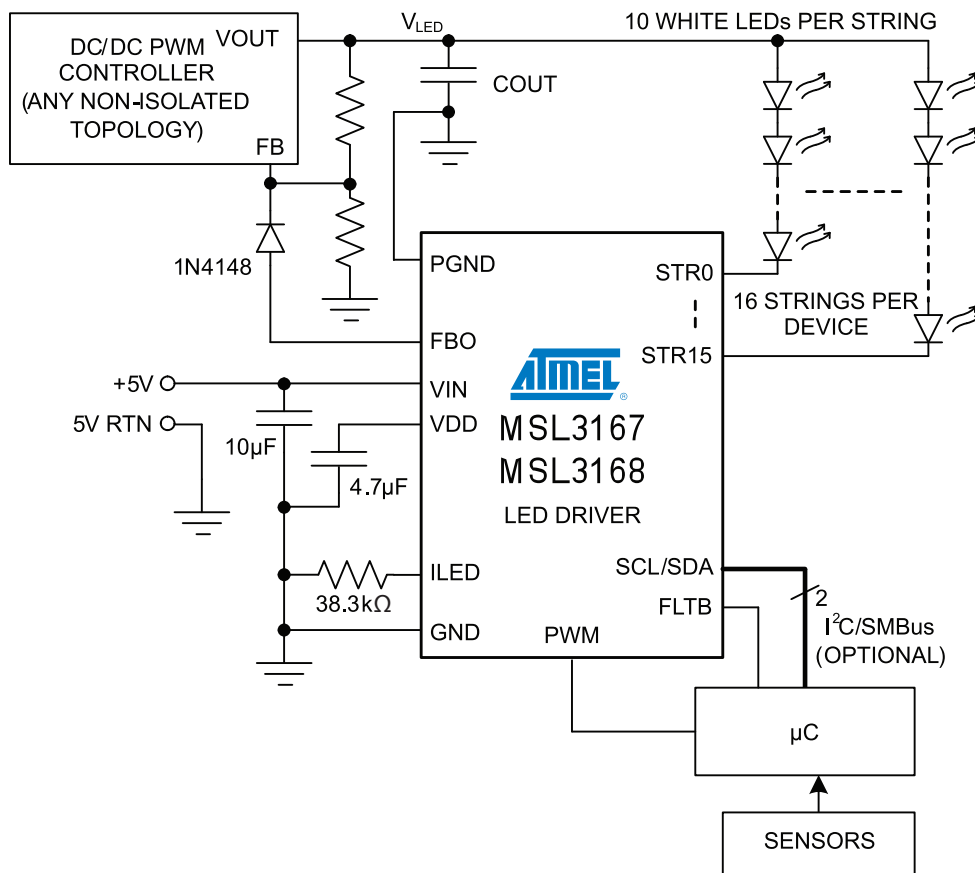 VOUT
DC/DC PWM
CONTROLLER
(ANY NON-ISOLATED
TOPOLOGY)
FB
VLED
COUT
10 WHITE LEDs PER STRING
1N4148
PGND
STR0
16 STRINGS PER
DEVICE
FBO
STR15
+5V
VIN
ATMEL
®
5V RTN
VDD
MSL3167
10µF
MSL3168
4.7µF
LED DRIVER
ILED
SCL/SDA
38.3kΩ
FLTB
2
GND
PWM
I²C/SMBus
(OPTIONAL)
µC
SENSORS